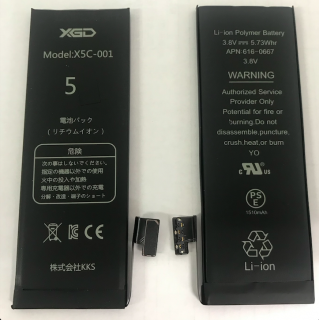 XGD
Model:X5C-001
5
電池パック
(リチウムイオン)
危険
次の事はしないでください。
指定の機器以外での使用
火中の投入や加熱
専用充電器以外での充電
分解・改造・端子のショート
株式会社KKS
Li-ion Polymer Battery
3.8V 5.73Whr
APN 616-0667
3.8V
WARNING
Authorized Service
Provider Only
Potential for fire or
burning. Do not
disassemble,puncture,
crush,heat,or burn
YO
PSE
1510mAh
Li-ion